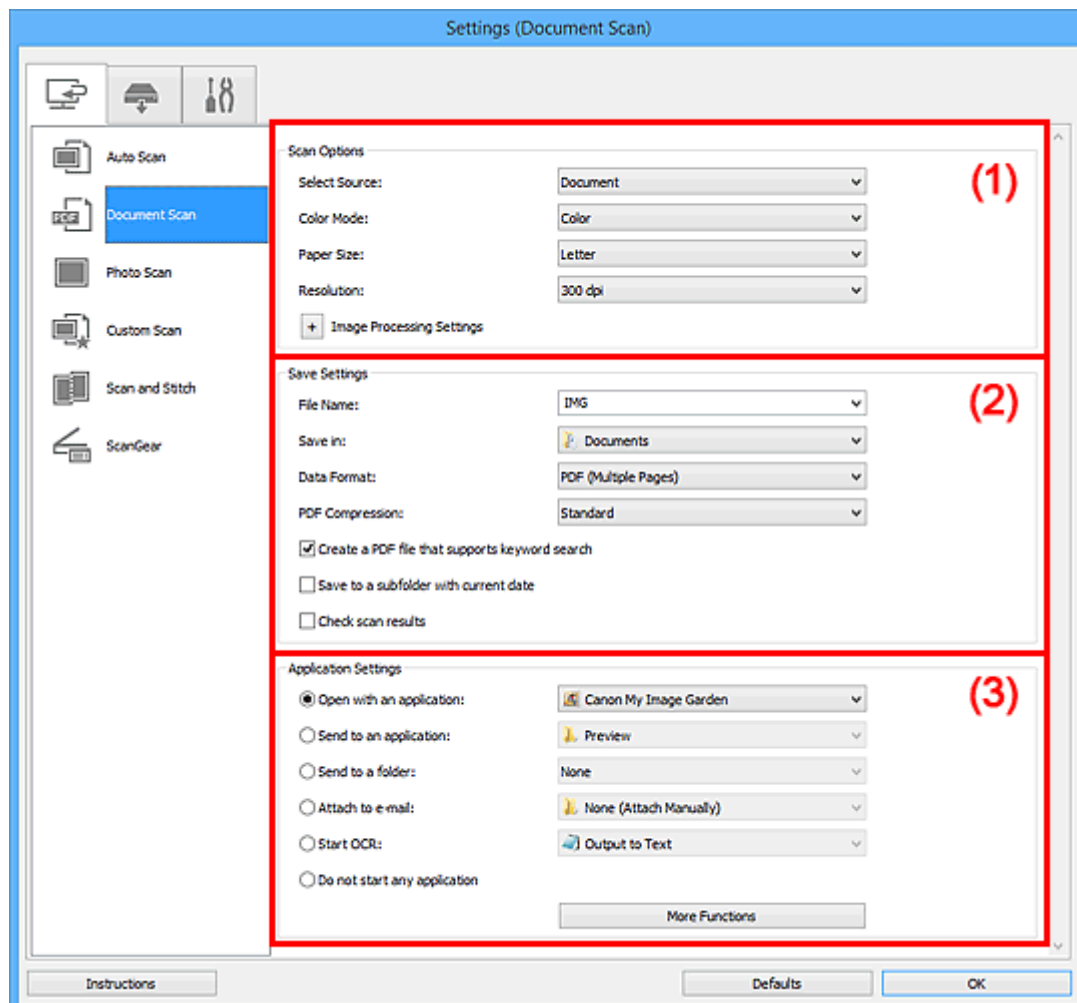 Settings (Document Scan)
Auto Scan
Document Scan
Photo Scan
Custom Scan
Scan and Stitch
ScanGear
Scan Options
(1)
Select Source: Document
Color Mode: Color
Paper Size: Letter
Resolution: 300 dpi
+ Image Processing Settings
Save Settings
(2)
File Name: IMG
Save in: Documents
Data Format: PDF (Multiple Pages)
PDF Compression: Standard
Create a PDF file that supports keyword search
Save to a subfolder with current date
Check scan results
Application Settings
(3)
Open with an application: Canon My Image Garden
Send to an application: Preview
Send to a folder: None
Attach to e-mail: None (Attach Manually)
Start OCR: Output to Text
Do not start any application
More Functions
Instructions Defaults OK